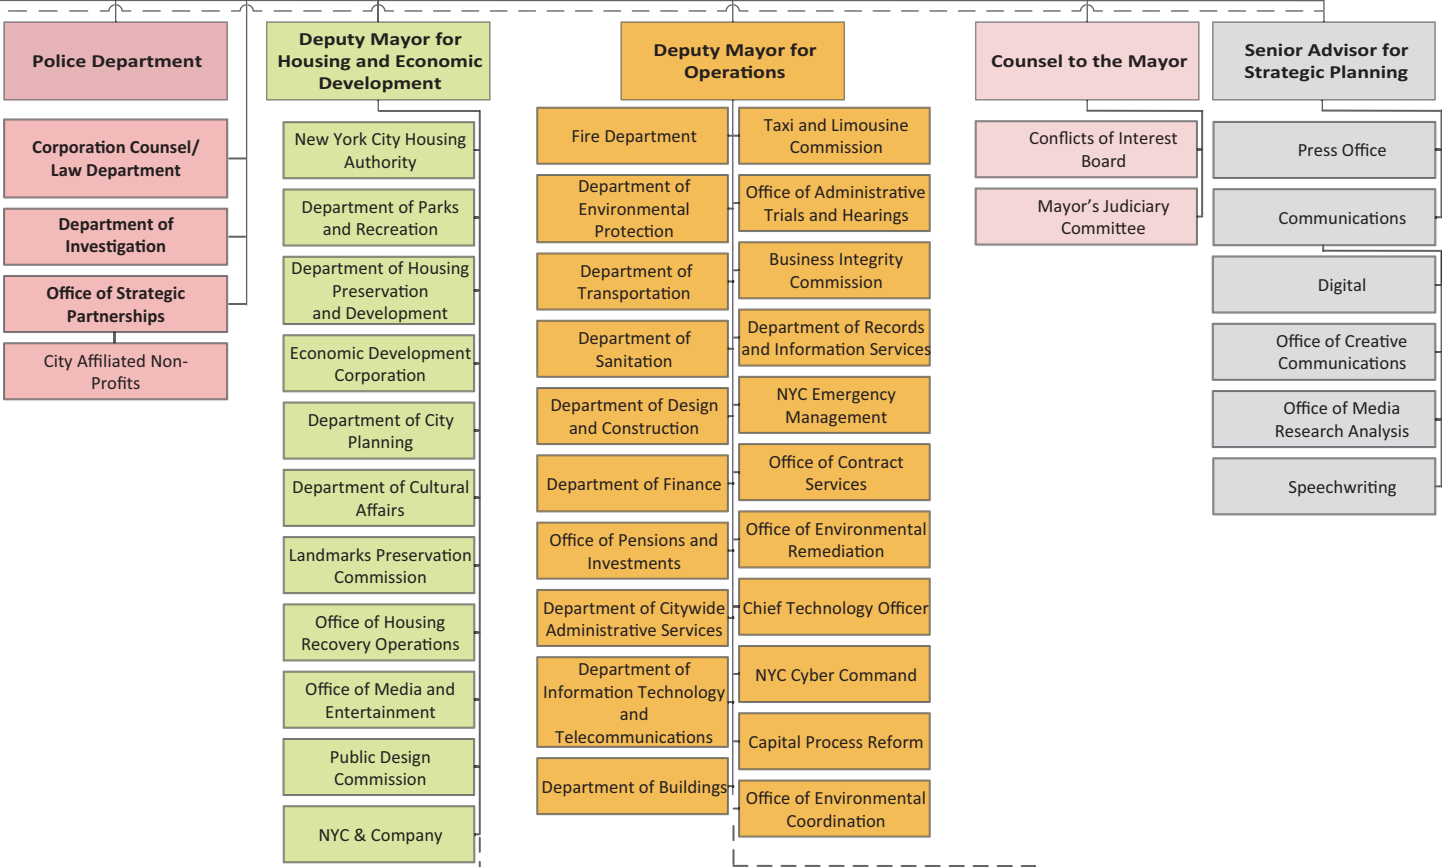 Police Department
Corporation Counsel/
Law Department
Department of
Investigation
Office of Strategic
Partnerships
City Affiliated Non-
Profits
Deputy Mayor for
Housing and Economic
Development
New York City Housing
Authority
Department of Parks
and Recreation
Department of Housing
Preservation
and Development
Economic Development
Corporation
Department of City
Planning
Department of Cultural
Affairs
Landmarks Preservation
Commission
Office of Housing
Recovery Operations
Office of Media and
Entertainment
Public Design
Commission
NYC & Company
Deputy Mayor for
Operations
Fire Department
Department of
Environmental
Protection
Department of
Transportation
Department of
Sanitation
Department of Design
and Construction
Department of Finance
Office of Pensions and
Investments
Department of Citywide
Administrative Services
Department of
Information Technology
and
Telecommunications
Department of Buildings
Taxi and Limousine
Commission
Office of Administrative
Trials and Hearings
Business Integrity
Commission
Department of Records
and Information Services
NYC Emergency
Management
Office of Contract
Services
Office of Environmental
Remediation
Chief Technology Officer
NYC Cyber Command
Capital Process Reform
Office of Environmental
Coordination
Counsel to the Mayor
Conflicts of Interest
Board
Mayor’s Judiciary
Committee
Senior Advisor for
Strategic Planning
Press Office
Communications
Digital
Office of Creative
Communications
Office of Media
Research Analysis
Speechwriting